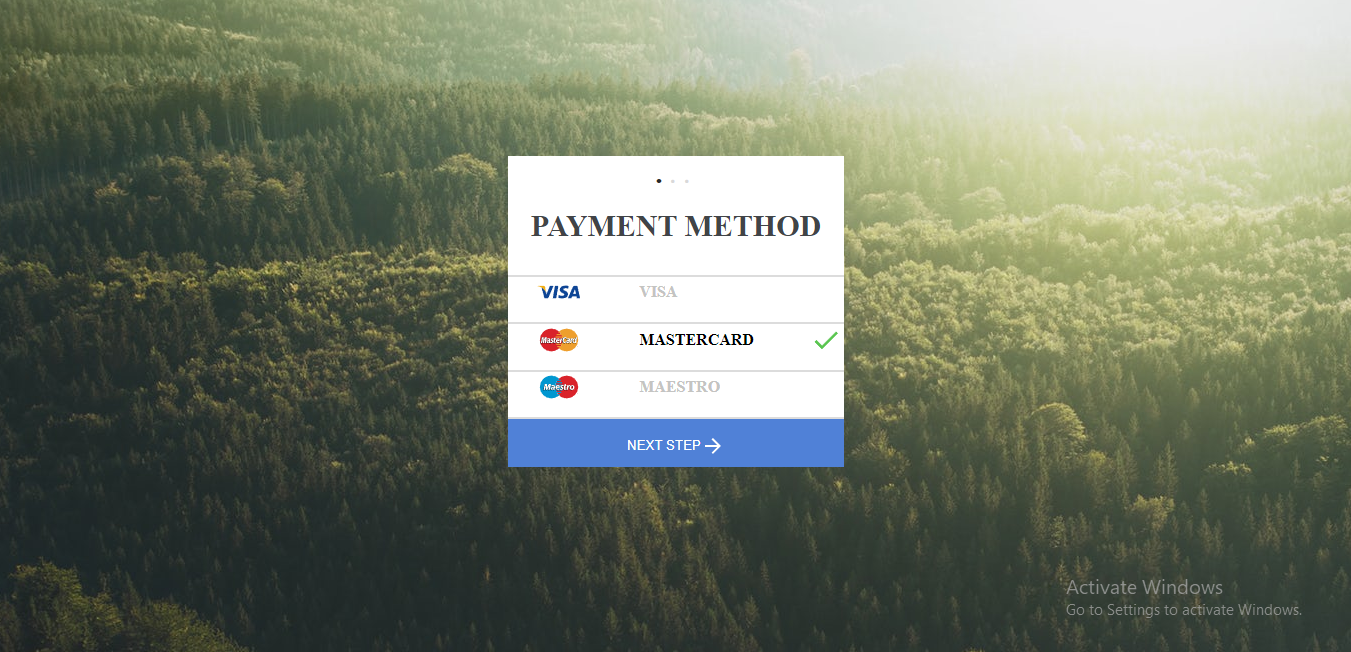 PAYMENT METHOD
VISA VISA
MasterCard MASTERCARD
Maestro MAESTRO
NEXT STEP
Activate Windows
Go to Settings to activate Windows.